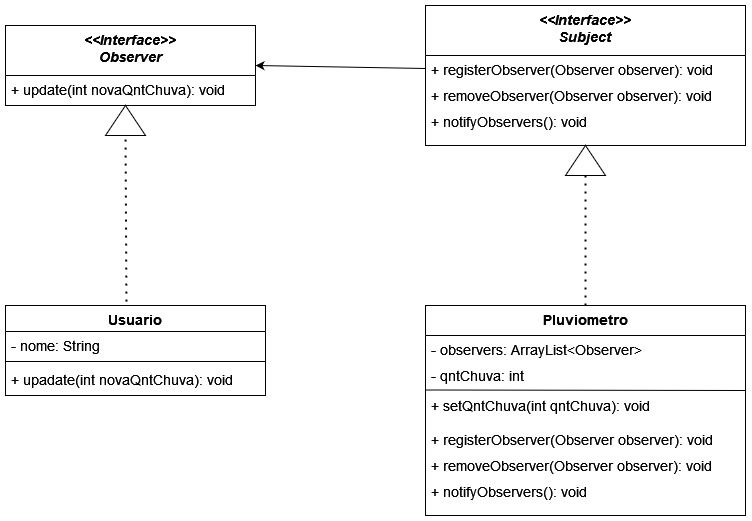 <<Interface>>
Observer
+ update(int novaQntChuva): void
<<Interface>>
Subject
+ registerObserver(Observer observer): void
+ removeObserver(Observer observer): void
+ notifyObservers(): void
Usuario
- nome: String
+ upadate(int novaQntChuva): void
Pluviometro
- observers: ArrayList<Observer>
- qntChuva: int
+ setQntChuva(int qntChuva): void
+ registerObserver(Observer observer): void
+ removeObserver(Observer observer): void
+ notifyObservers(): void